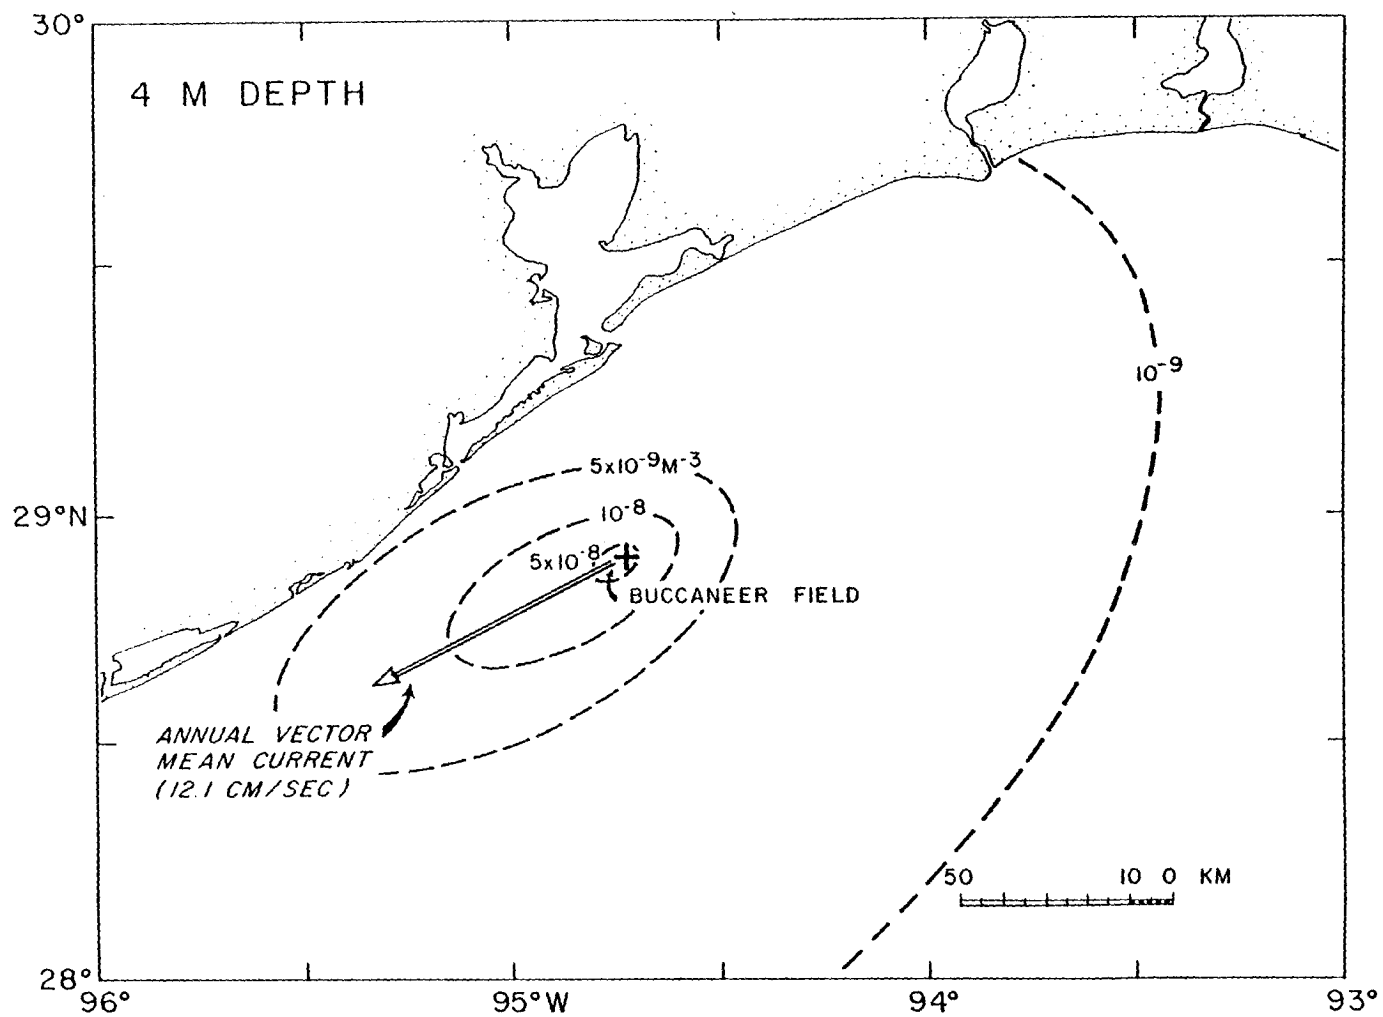 30°
4 M DEPTH
10⁻⁹
5x10⁻⁹M⁻³
10⁻⁸
29°N
5x10⁻⁸
BUCCANEER FIELD
ANNUAL VECTOR
MEAN CURRENT
(12.1 CM/SEC)
50 10 0 KM
28°
96° 95°W 94° 93°